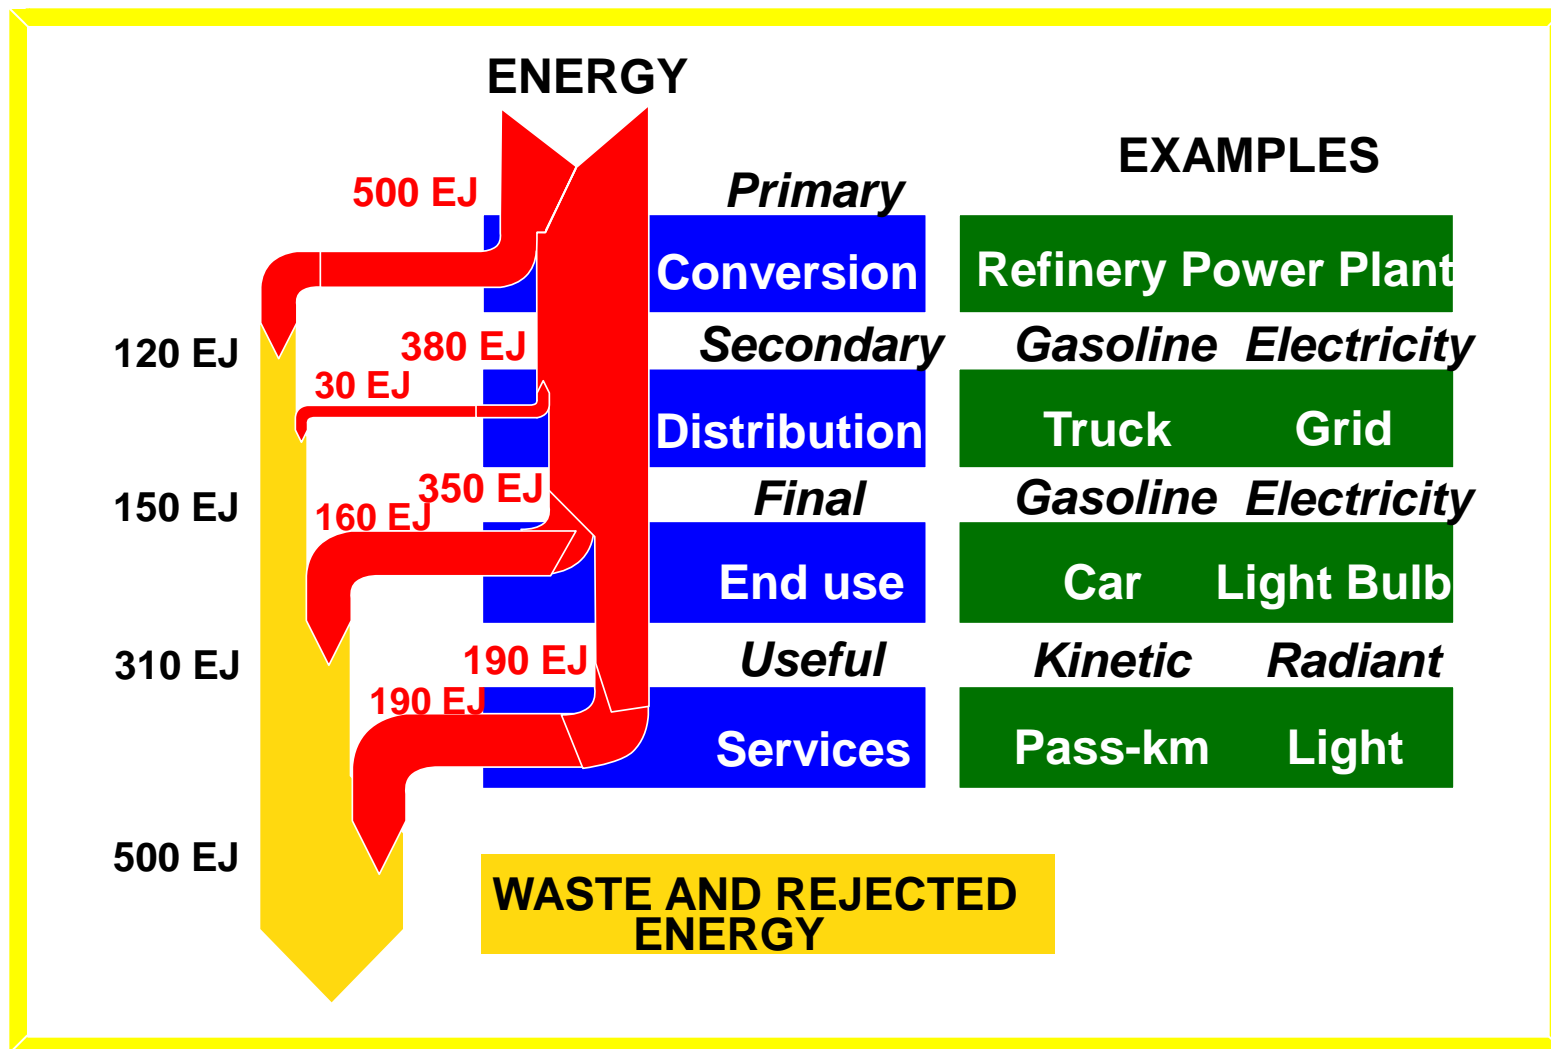 ENERGY
EXAMPLES
500 EJ Primary
Conversion Refinery Power Plant
120 EJ 380 EJ Secondary Gasoline Electricity
30 EJ
Distribution Truck Grid
150 EJ 350 EJ Final Gasoline Electricity
160 EJ
End use Car Light Bulb
310 EJ 190 EJ Useful Kinetic Radiant
190 EJ
Services Pass-km Light
500 EJ
WASTE AND REJECTED
ENERGY